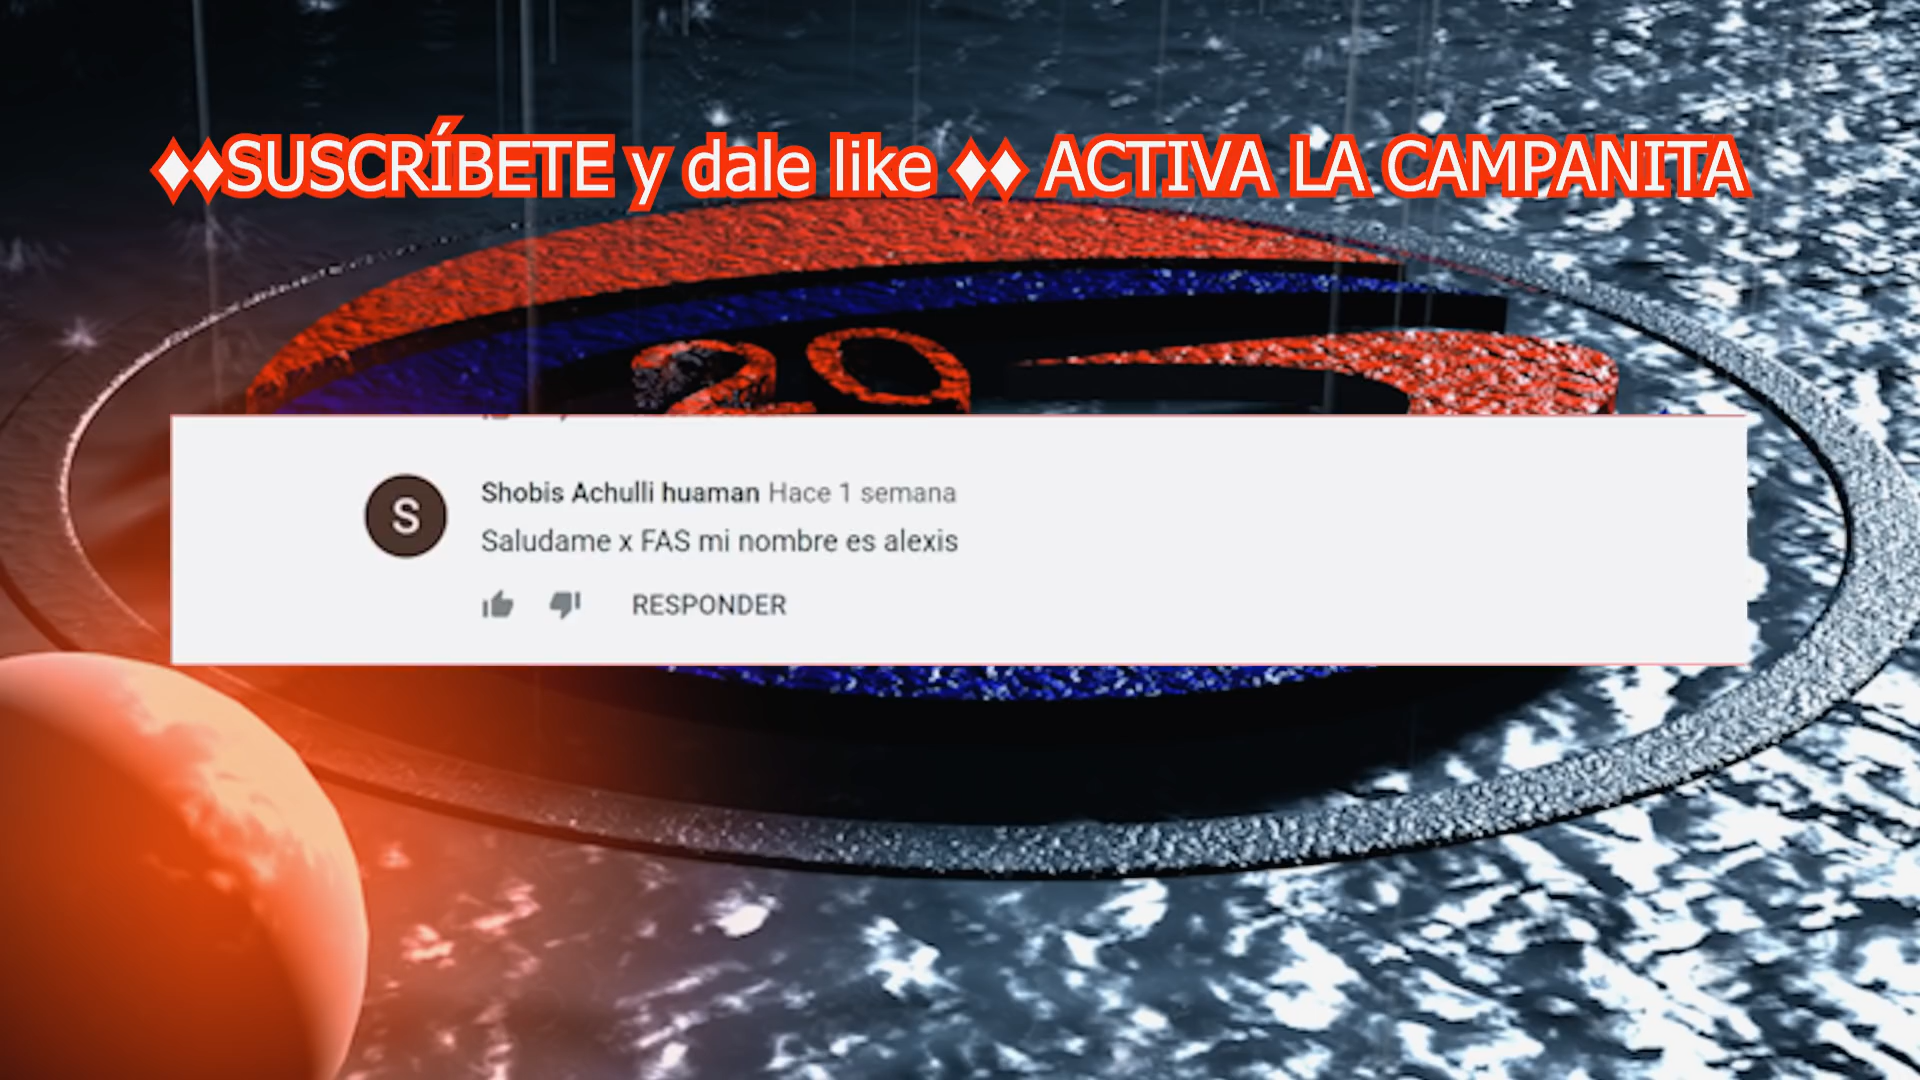 ♦♦SUSCRÍBETE y dale like ♦♦ ACTIVA LA CAMPANITA
20
S
Shobis Achulli huaman Hace 1 semana
Saludame x FAS mi nombre es alexis
RESPONDER